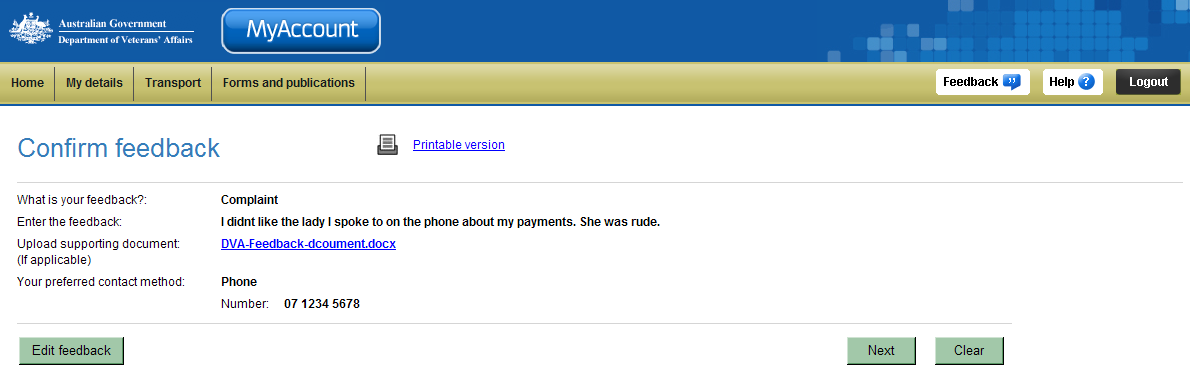 Australian Government
Department of Veterans' Affairs
MyAccount
Home My details Transport Forms and publications Feedback Help ? Logout
Confirm feedback Printable version
What is your feedback?: Complaint
Enter the feedback: I didnt like the lady I spoke to on the phone about my payments. She was rude.
Upload supporting document: DVA-Feedback-dcoument.docx
(If applicable)
Your preferred contact method: Phone
Number: 07 1234 5678
Edit feedback Next Clear